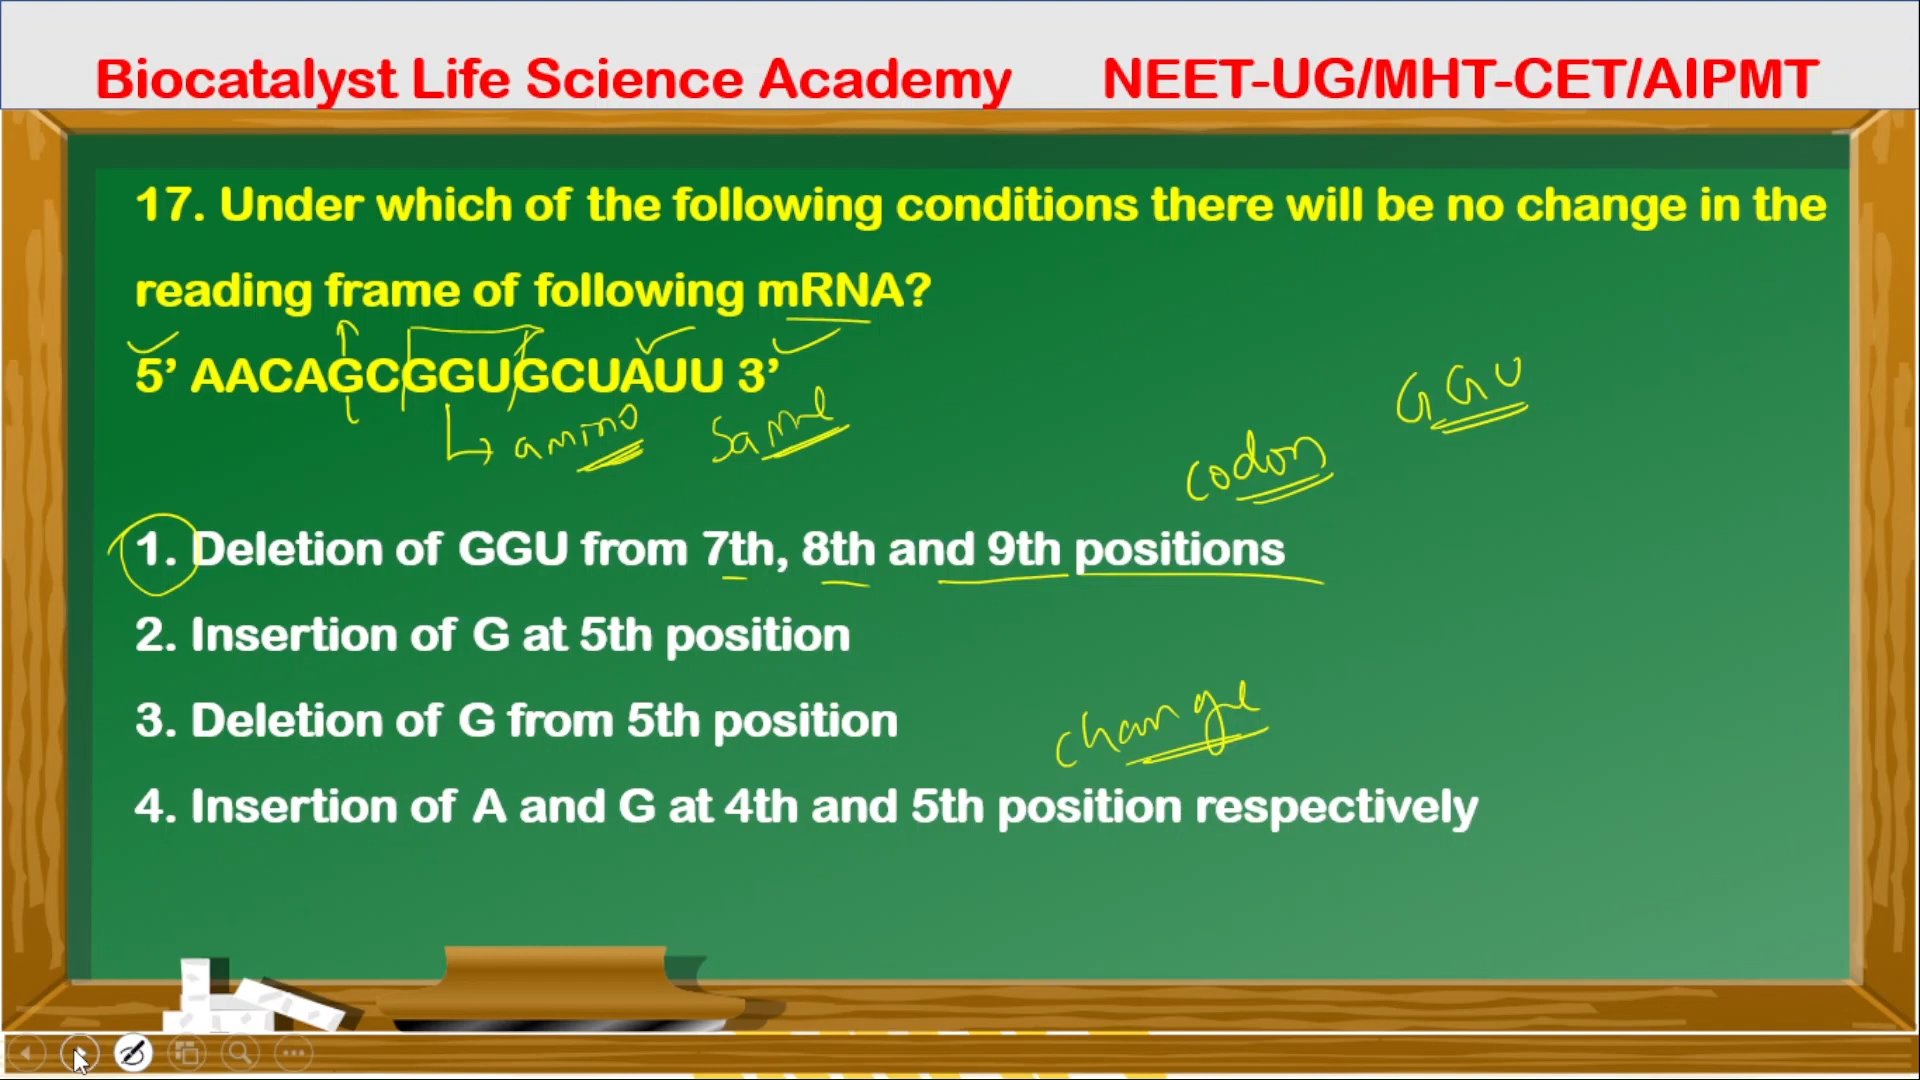 Biocatalyst Life Science Academy NEET-UG/MHT-CET/AIPMT
17. Under which of the following conditions there will be no change in the
reading frame of following mRNA?
5’ AACAGCGGUGCUAUU 3’
GGU
amino same
codon
1. Deletion of GGU from 7th, 8th and 9th positions
2. Insertion of G at 5th position
3. Deletion of G from 5th position
change
4. Insertion of A and G at 4th and 5th position respectively